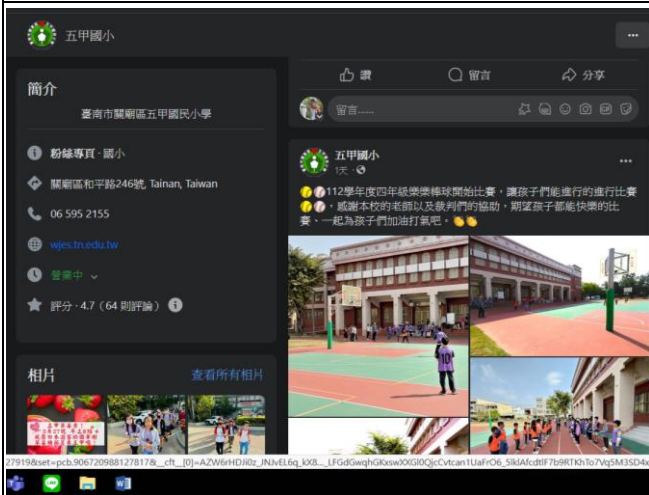 五甲國小
簡介
臺南市關廟區五甲國民小學
粉絲專頁 · 國小
關廟區和平路246號, Tainan, Taiwan
06 595 2155
wjes.tn.edu.tw
營業中
評分 · 4.7（64 則評論）
相片
查看所有相片
讚
留言
分享
留言……
五甲國小
1天
112學年度四年級樂樂棒球開始比賽，讓孩子們能進行的進行比賽
，感謝本校的老師以及裁判們的協助，期望孩子都能快樂的比
賽、一起為孩子們加油打氣吧。
10